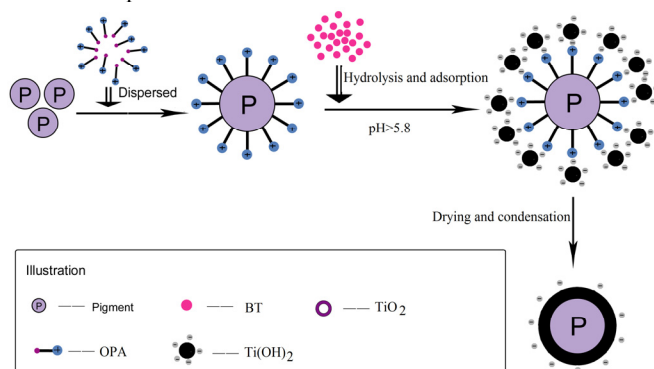 P P
P
Dispersed
P
Hydrolysis and adsorption
pH>5.8
P
Drying and condensation
P
Illustration
P —— Pigment
—— BT
—— TiO2
—— OPA
—— Ti(OH)2